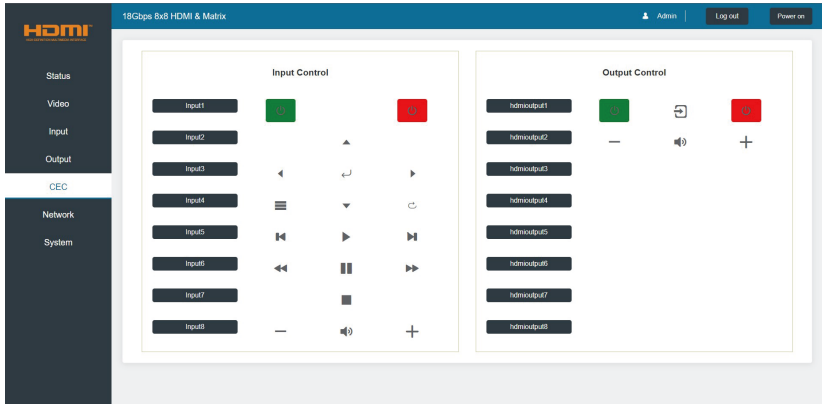 HDMI
18Gbps 8x8 HDMI & Matrix
Admin
Log out
Power on
Status
Video
Input
Output
CEC
Network
System
Input Control
Input1
Input2
Input3
Input4
Input5
Input6
Input7
Input8
Output Control
hdmioutput1
hdmioutput2
hdmioutput3
hdmioutput4
hdmioutput5
hdmioutput6
hdmioutput7
hdmioutput8